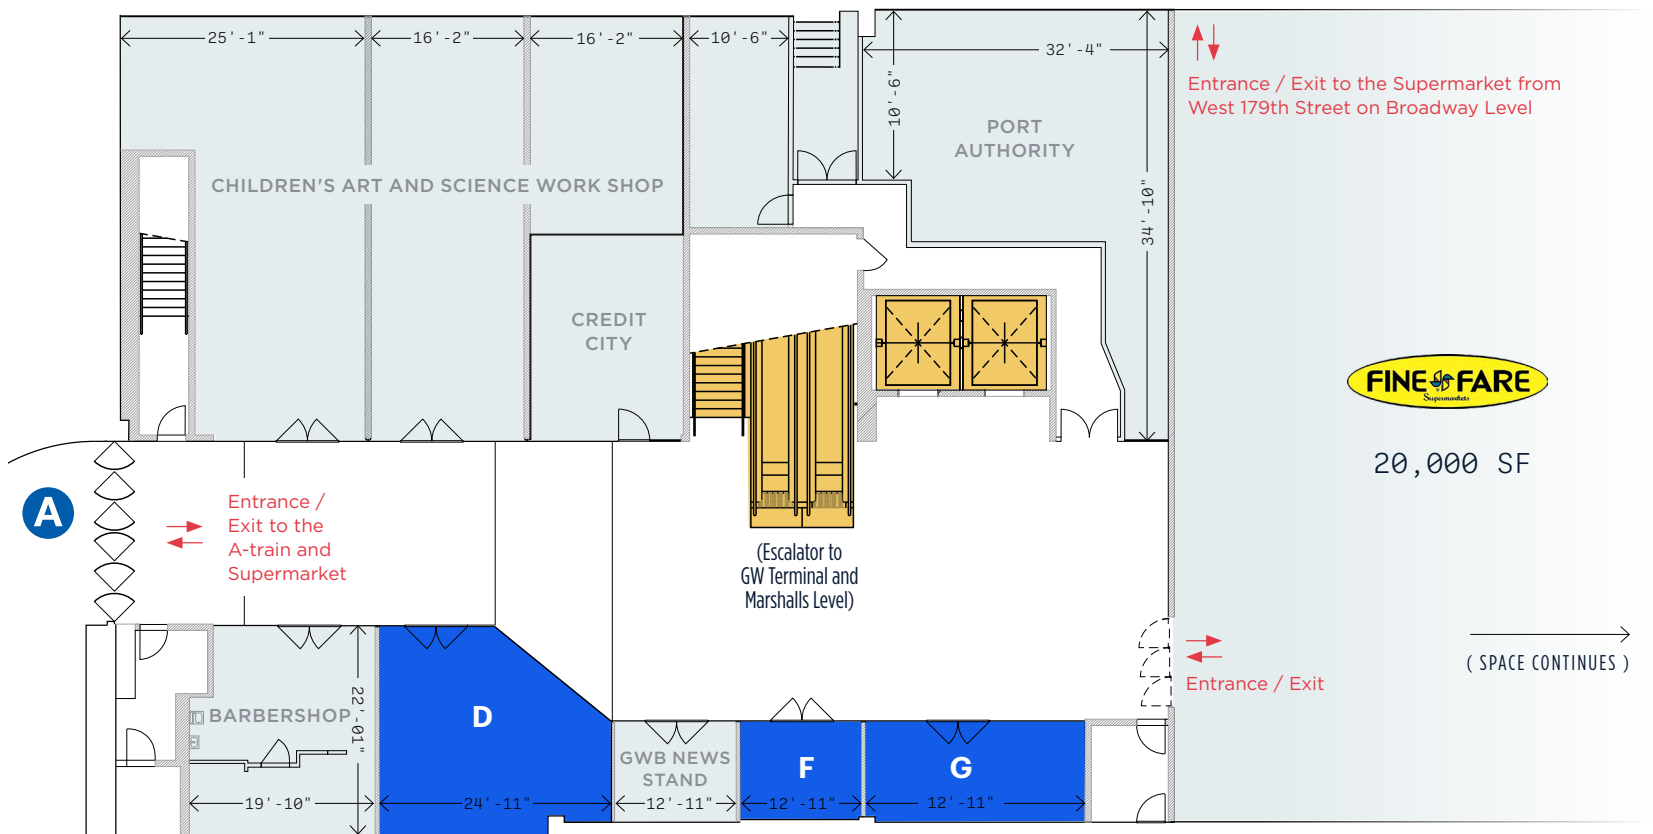 25'-1"
16'-2"
16'-2"
10'-6"
32'-4"
10'-6"
34'-10"
PORT
AUTHORITY
Entrance / Exit to the Supermarket from
West 179th Street on Broadway Level
CHILDREN'S ART AND SCIENCE WORK SHOP
CREDIT
CITY
FINE FARE
Supermarkets
20,000 SF
A
Entrance /
Exit to the
A-train and
Supermarket
(Escalator to
GW Terminal and
Marshalls Level)
( SPACE CONTINUES )
Entrance / Exit
BARBERSHOP
22'-01"
19'-10"
D
24'-11"
GWB NEWS
STAND
12'-11"
F
12'-11"
G
12'-11"